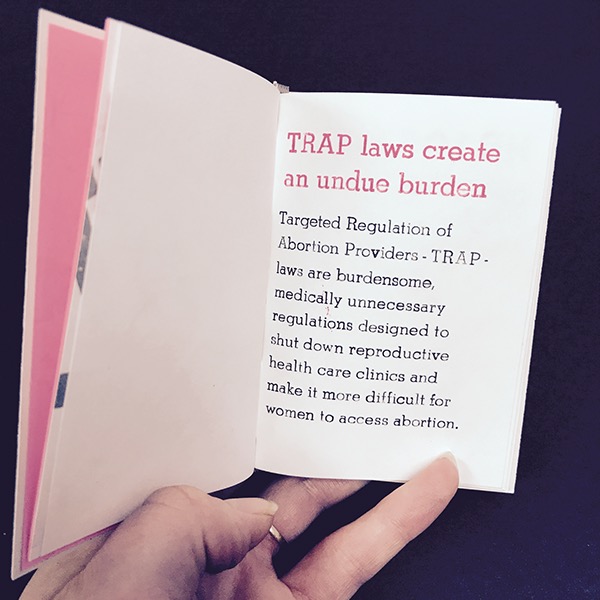 TRAP laws create
an undue burden
Targeted Regulation of
Abortion Providers - TRAP -
laws are burdensome,
medically unnecessary
regulations designed to
shut down reproductive
health care clinics and
make it more difficult for
women to access abortion.